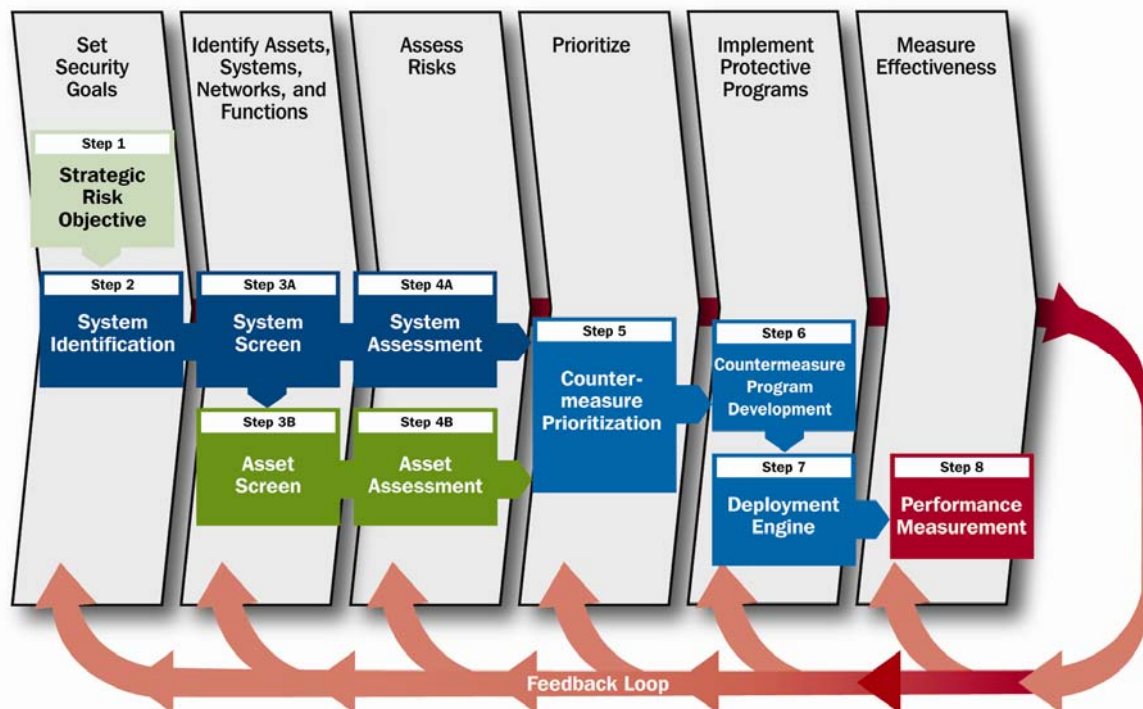 Set
Security
Goals
Identify Assets,
Systems,
Networks, and
Functions
Assess
Risks
Prioritize
Implement
Protective
Programs
Measure
Effectiveness
Step 1
Strategic
Risk
Objective
Step 2
System
Identification
Step 3A
System
Screen
Step 4A
System
Assessment
Step 3B
Asset
Screen
Step 4B
Asset
Assessment
Step 5
Counter-
measure
Prioritization
Step 6
Countermeasure
Program
Development
Step 7
Deployment
Engine
Step 8
Performance
Measurement
Feedback Loop